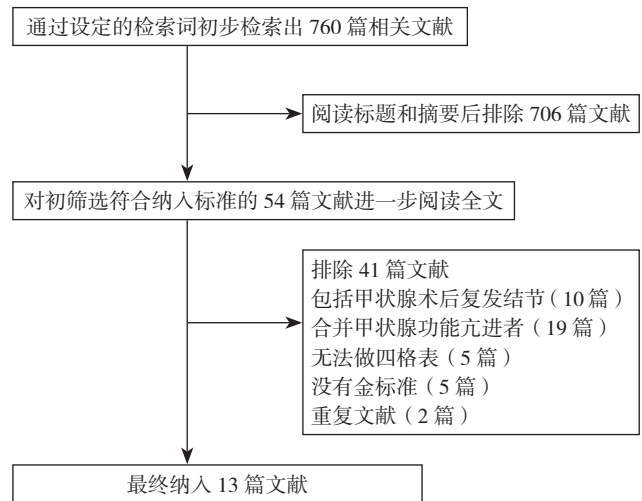 通过设定的检索词初步检索出 760 篇相关文献
阅读标题和摘要后排除 706 篇文献
对初筛选符合纳入标准的 54 篇文献进一步阅读全文
排除 41 篇文献
包括甲状腺术后复发结节（10 篇）
合并甲状腺功能亢进者（19 篇）
无法做四格表（5 篇）
没有金标准（5 篇）
重复文献（2 篇）
最终纳入 13 篇文献